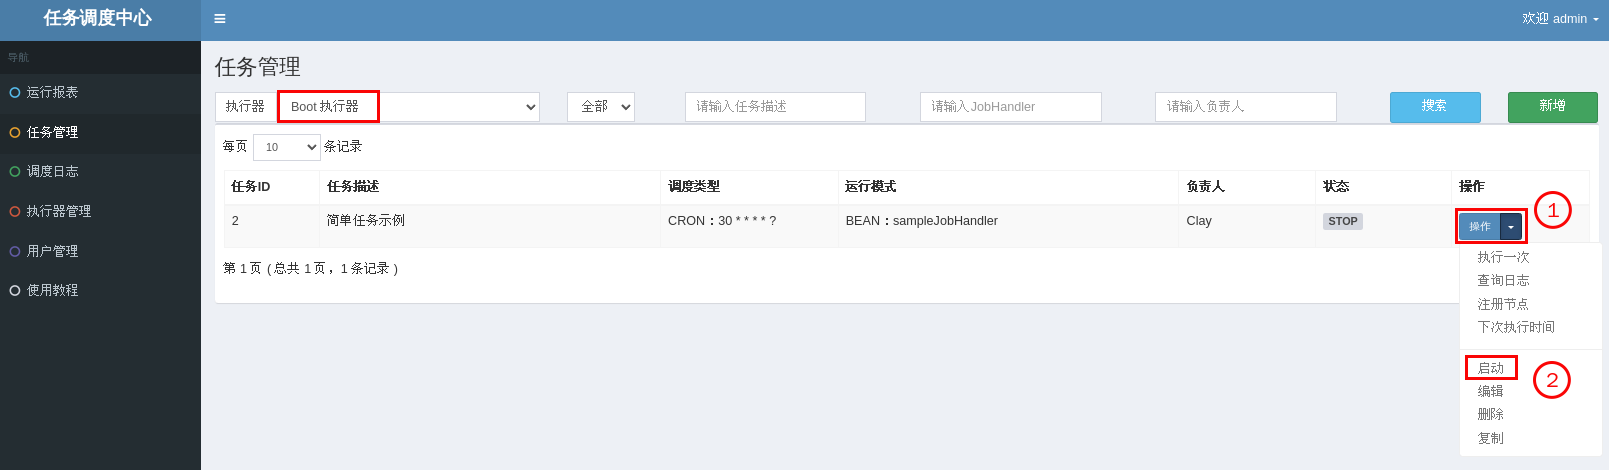 任务调度中心
欢迎 admin
导航
运行报表
任务管理
调度日志
执行器管理
用户管理
使用教程
任务管理
执行器 Boot 执行器 全部 请输入任务描述 请输入JobHandler 请输入负责人 搜索 新增
每页 10 条记录
任务ID 任务描述 调度类型 运行模式 负责人 状态 操作
2 简单任务示例 CRON：30 * * * * ? BEAN：sampleJobHandler Clay STOP 操作
1
第 1 页 ( 总共 1 页，1 条记录 )
执行一次
查询日志
注册节点
下次执行时间
启动
2
编辑
删除
复制